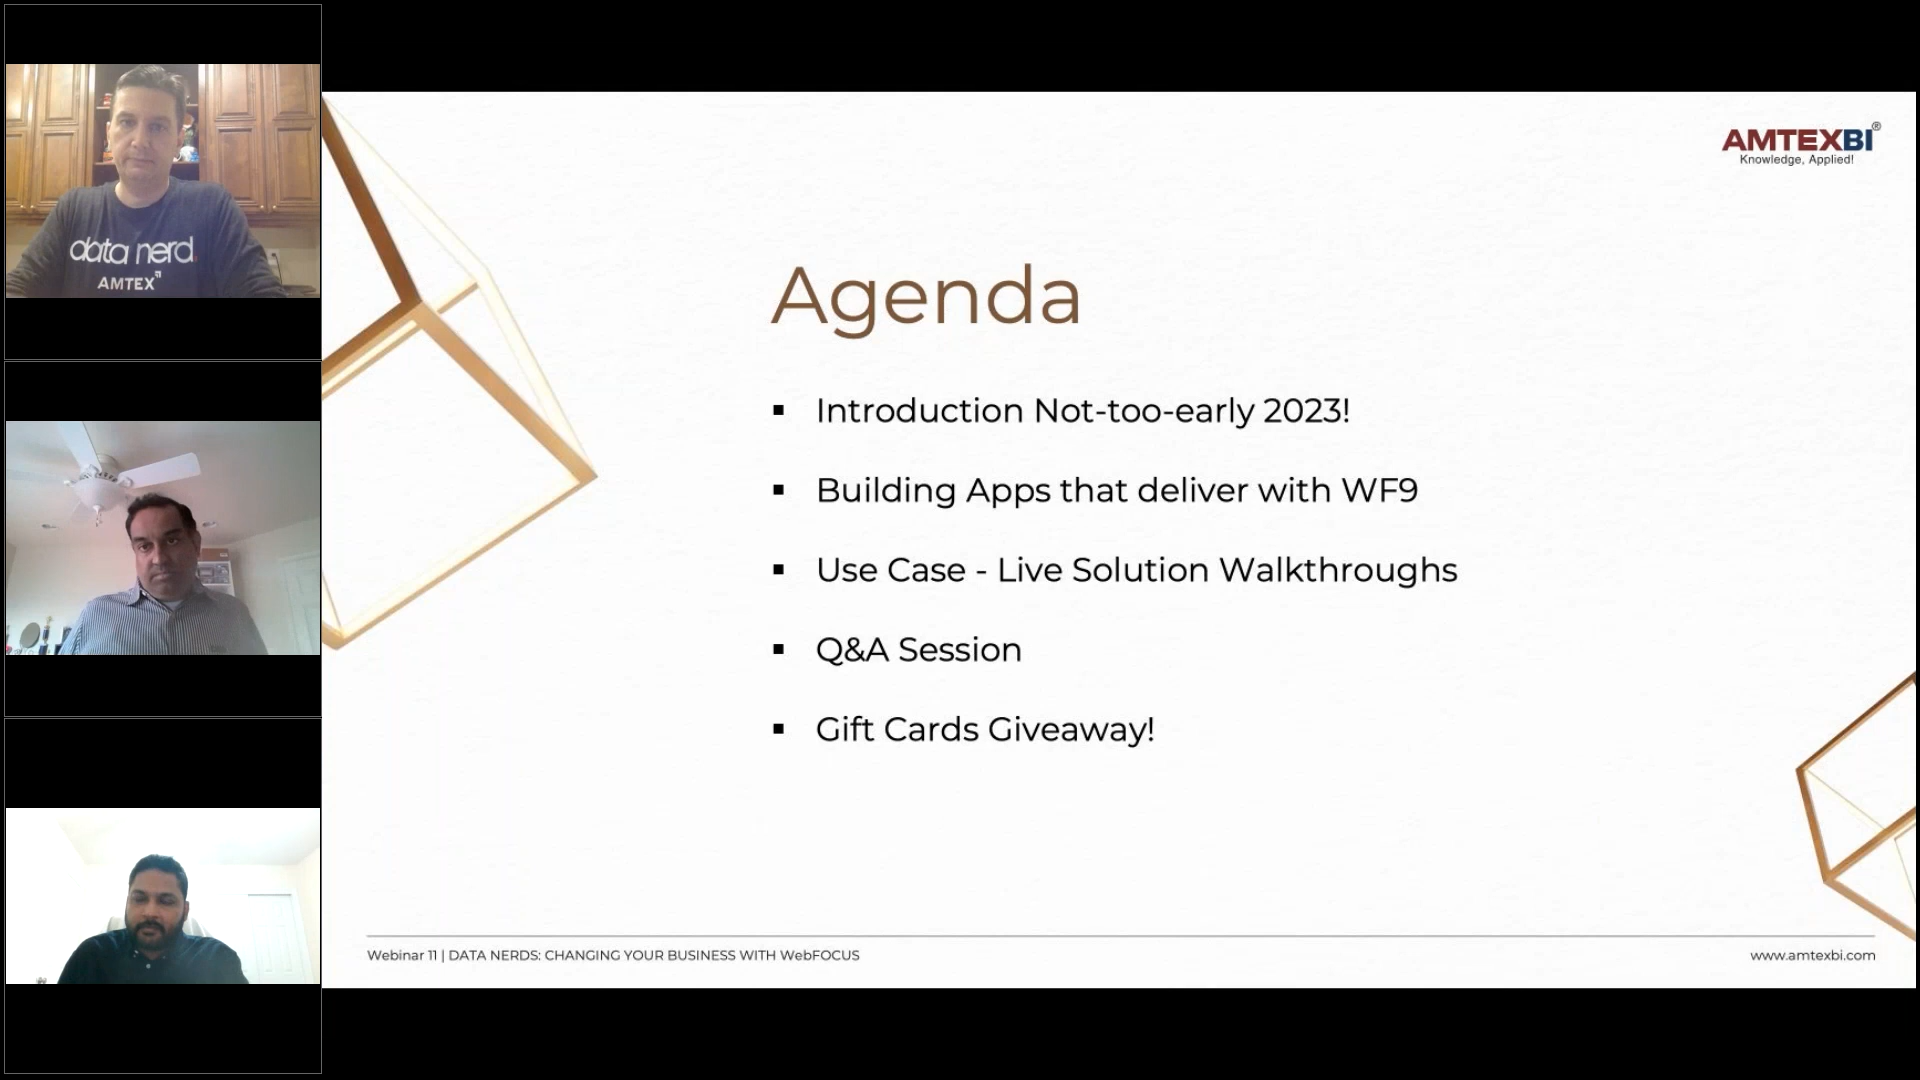 data nerd.
AMTEX
AMTEXBI®
Knowledge, Applied!
Agenda
▪ Introduction Not-too-early 2023!
▪ Building Apps that deliver with WF9
▪ Use Case - Live Solution Walkthroughs
▪ Q&A Session
▪ Gift Cards Giveaway!
Webinar 11 | DATA NERDS: CHANGING YOUR BUSINESS WITH WebFOCUS
www.amtexbi.com